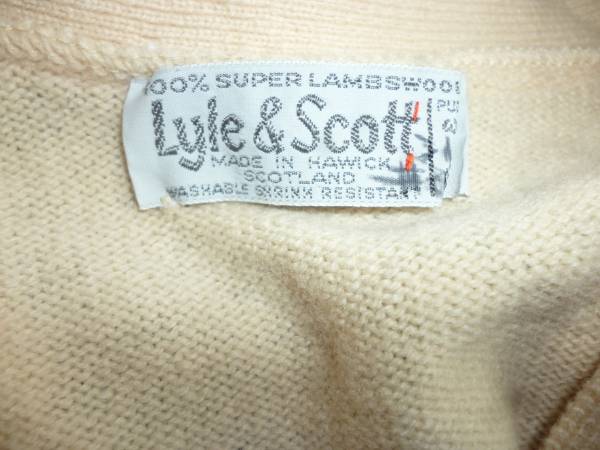 100% SUPER LAMBSWOOL
Lyle & Scott
MADE IN HAWICK
SCOTLAND
WASHABLE SHRINK RESISTANT